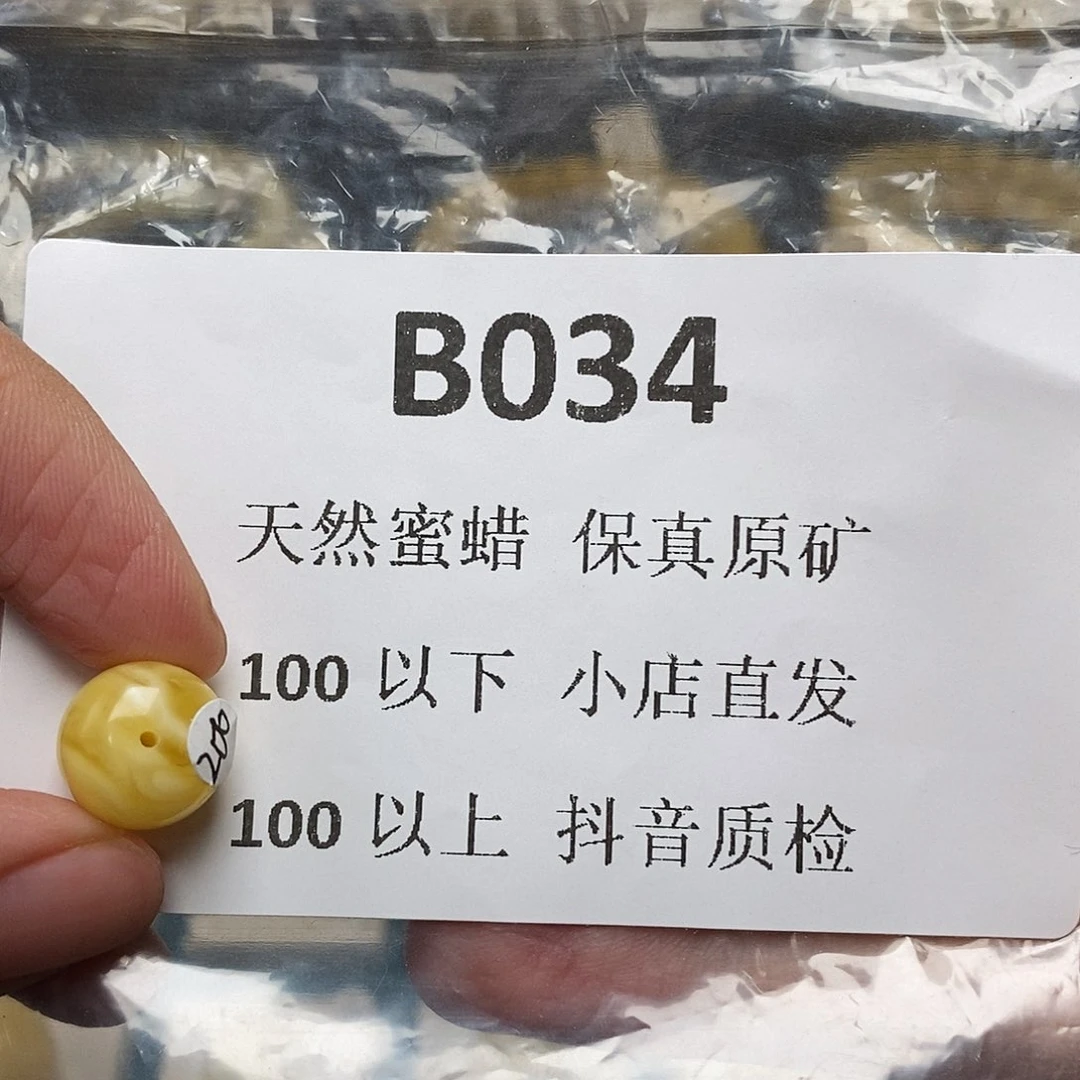 B034
天然蜜蜡 保真原矿
100 以下 小店直发
200
100 以上 抖音质检